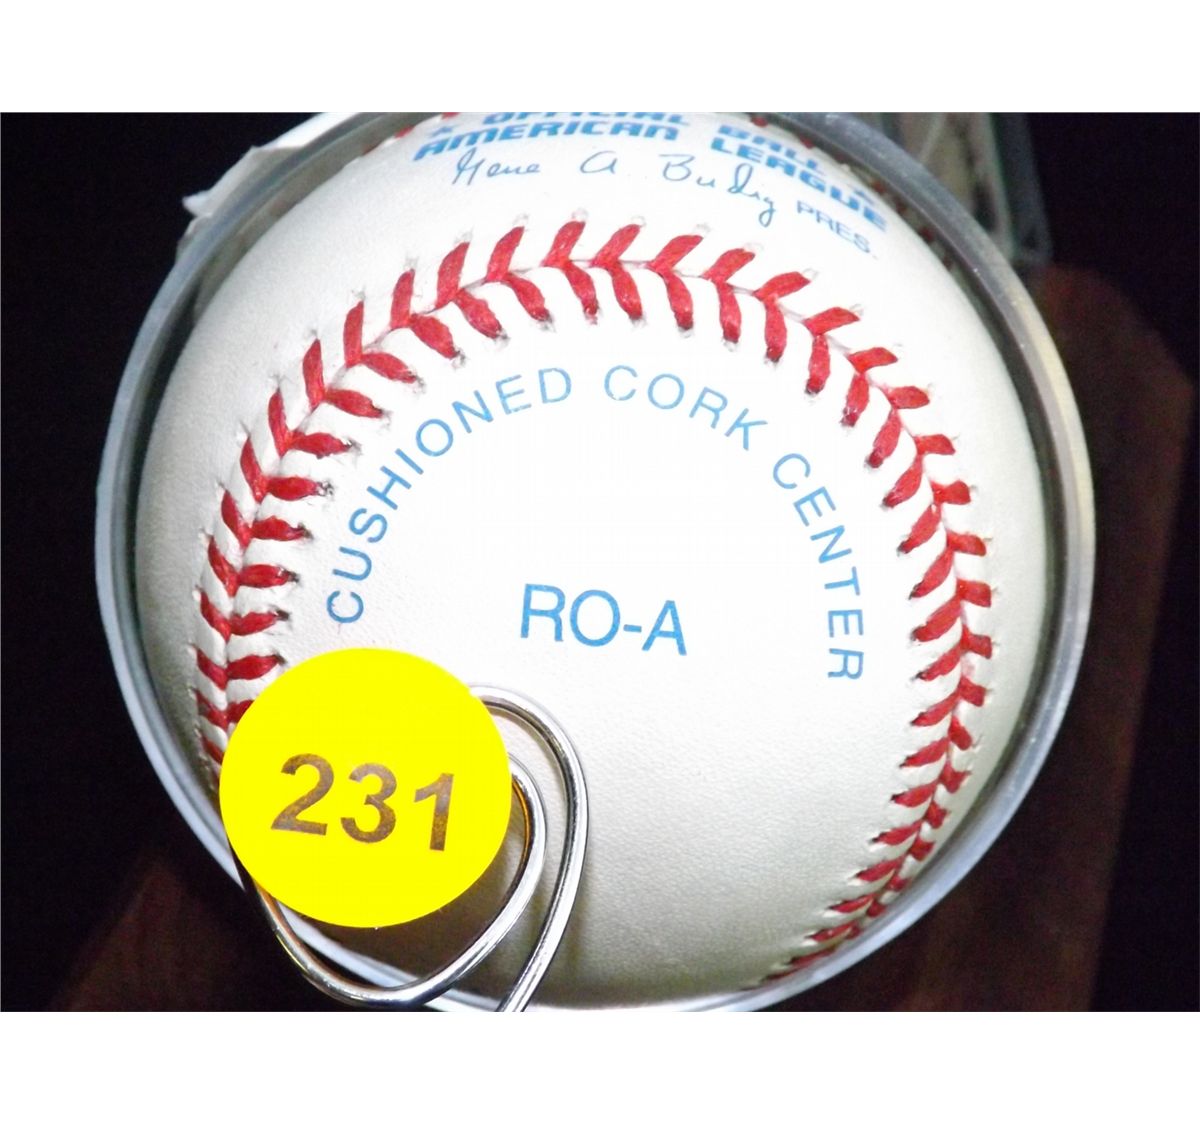 OFFICIAL BALL
AMERICAN LEAGUE
Gene A. Budig PRES.
CUSHIONED CORK CENTER
RO-A
231